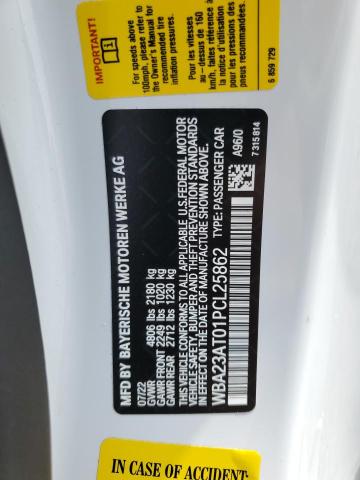 IMPORTANT!
For speeds above
100mph, please refer to
the Owner's Manual for
recommended tire
inflation pressures.
Pour les vitesses
au-dessus de 160
km/h, tables référence
la notice d'utilisation
pour les pressions des
pneus recommandée.
6 859 729
MFD BY BAYERISCHE MOTOREN WERKE AG
07/22
GVWR 4806 lbs 2180 kg
GAWR FRONT 2249 lbs 1020 kg
GAWR REAR 2712 lbs 1230 kg
THIS VEHICLE CONFORMS TO ALL APPLICABLE U.S. FEDERAL MOTOR
VEHICLE SAFETY, BUMPER AND THEFT PREVENTION STANDARDS
IN EFFECT ON THE DATE OF MANUFACTURE SHOWN ABOVE.
WBA23AT01PCL25862 TYPE: PASSENGER CAR
A96/0
7 315 814
IN CASE OF ACCIDENT: